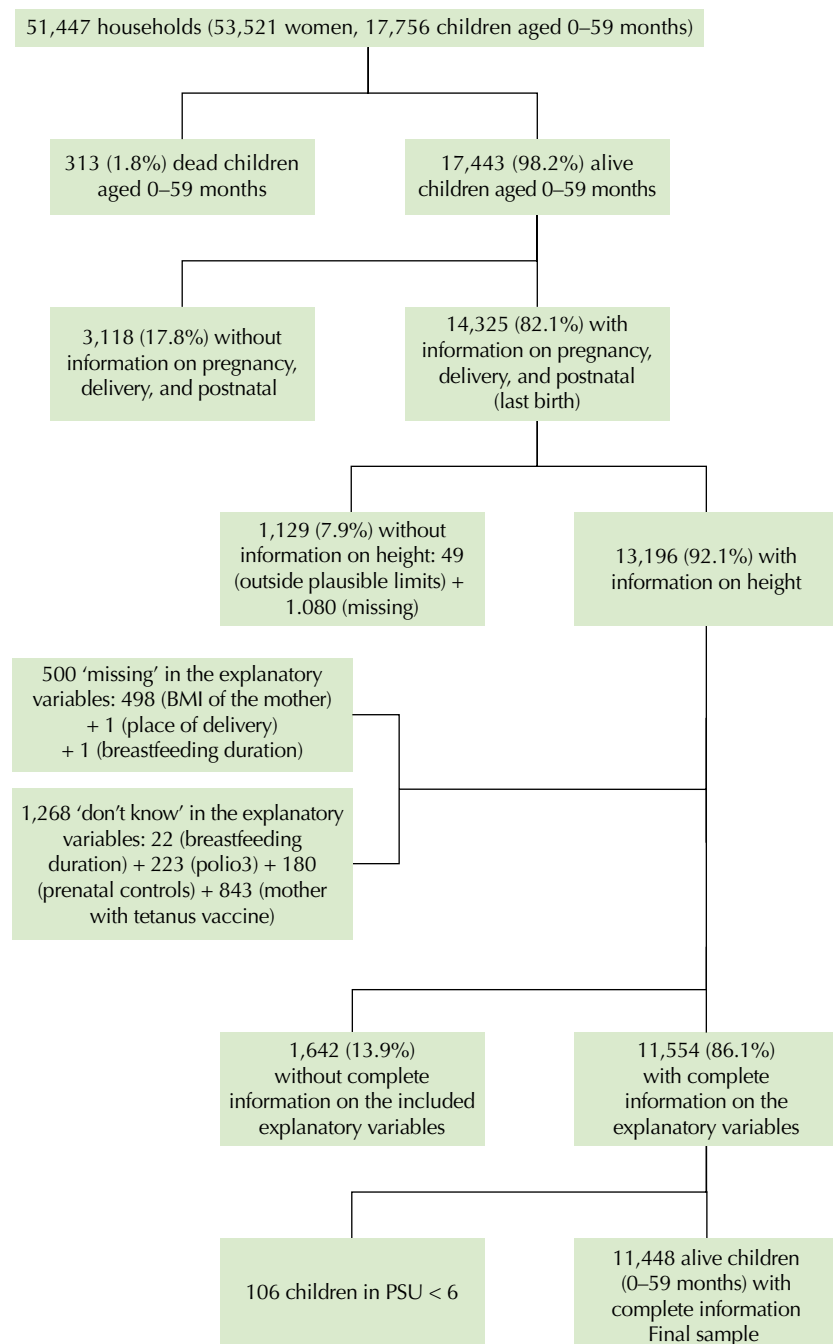 51,447 households (53,521 women, 17,756 children aged 0–59 months)
313 (1.8%) dead children
aged 0–59 months
17,443 (98.2%) alive
children aged 0–59 months
3,118 (17.8%) without
information on pregnancy,
delivery, and postnatal
14,325 (82.1%) with
information on pregnancy,
delivery, and postnatal
(last birth)
1,129 (7.9%) without
information on height: 49
(outside plausible limits) +
1.080 (missing)
13,196 (92.1%) with
information on height
500 ‘missing’ in the explanatory
variables: 498 (BMI of the mother)
+ 1 (place of delivery)
+ 1 (breastfeeding duration)
1,268 ‘don’t know’ in the explanatory
variables: 22 (breastfeeding
duration) + 223 (polio3) + 180
(prenatal controls) + 843 (mother
with tetanus vaccine)
1,642 (13.9%)
without complete
information on the included
explanatory variables
11,554 (86.1%)
with complete
information on the
explanatory variables
106 children in PSU < 6
11,448 alive children
(0–59 months) with
complete information
Final sample